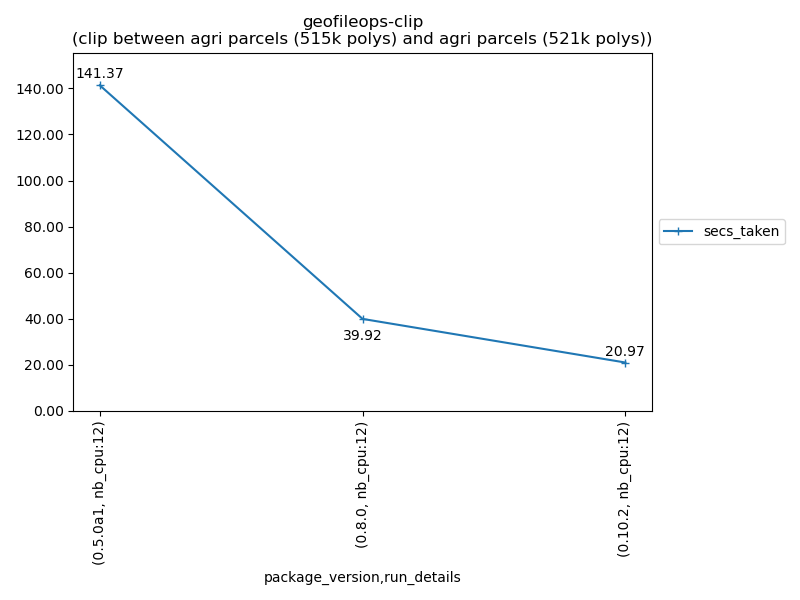 geofileops-clip
(clip between agri parcels (515k polys) and agri parcels (521k polys))
141.37
39.92
20.97
140.00
120.00
100.00
80.00
60.00
40.00
20.00
0.00
secs_taken
(0.5.0a1, nb_cpu:12)
(0.8.0, nb_cpu:12)
(0.10.2, nb_cpu:12)
package_version,run_details